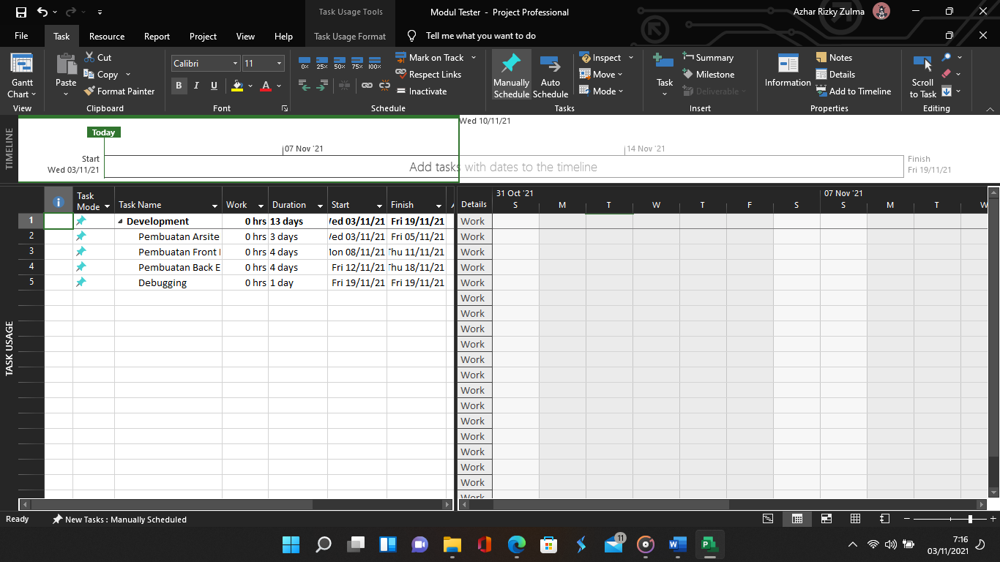 Task Usage Tools
Modul Tester - Project Professional
Azhar Rizky Zulma
File Task Resource Report Project View Help Task Usage Format Tell me what you want to do
Gantt Chart
View
Paste
Cut
Copy
Format Painter
Clipboard
Calibri 11
B I U A
Font
0% 25% 50% 75% 100%
Mark on Track
Respect Links
Inactivate
Schedule
Manually Schedule
Auto Schedule
Inspect
Move
Mode
Tasks
Task
Summary
Milestone
Deliverable
Insert
Information
Notes
Details
Add to Timeline
Properties
Scroll to Task
Editing
TIMELINE
Wed 10/11/21
Today
07 Nov '21
14 Nov '21
Start
Wed 03/11/21
Add tasks with dates to the timeline
Finish
Fri 19/11/21
TASK USAGE
Task Mode Task Name Work Duration Start Finish
Details
31 Oct '21 07 Nov '21
S M T W T F S S M T W
1 Development 0 hrs 13 days Wed 03/11/21 Fri 19/11/21 Work
2 Pembuatan Arsite 0 hrs 3 days Wed 03/11/21 Fri 05/11/21 Work
3 Pembuatan Front 0 hrs 4 days Mon 08/11/21 Thu 11/11/21 Work
4 Pembuatan Back E 0 hrs 4 days Fri 12/11/21 Thu 18/11/21 Work
5 Debugging 0 hrs 1 day Fri 19/11/21 Fri 19/11/21 Work
Work
Work
Work
Work
Work
Work
Work
Work
Work
Work
Work
Work
Work
Work
Ready New Tasks : Manually Scheduled
11
7:16
03/11/2021